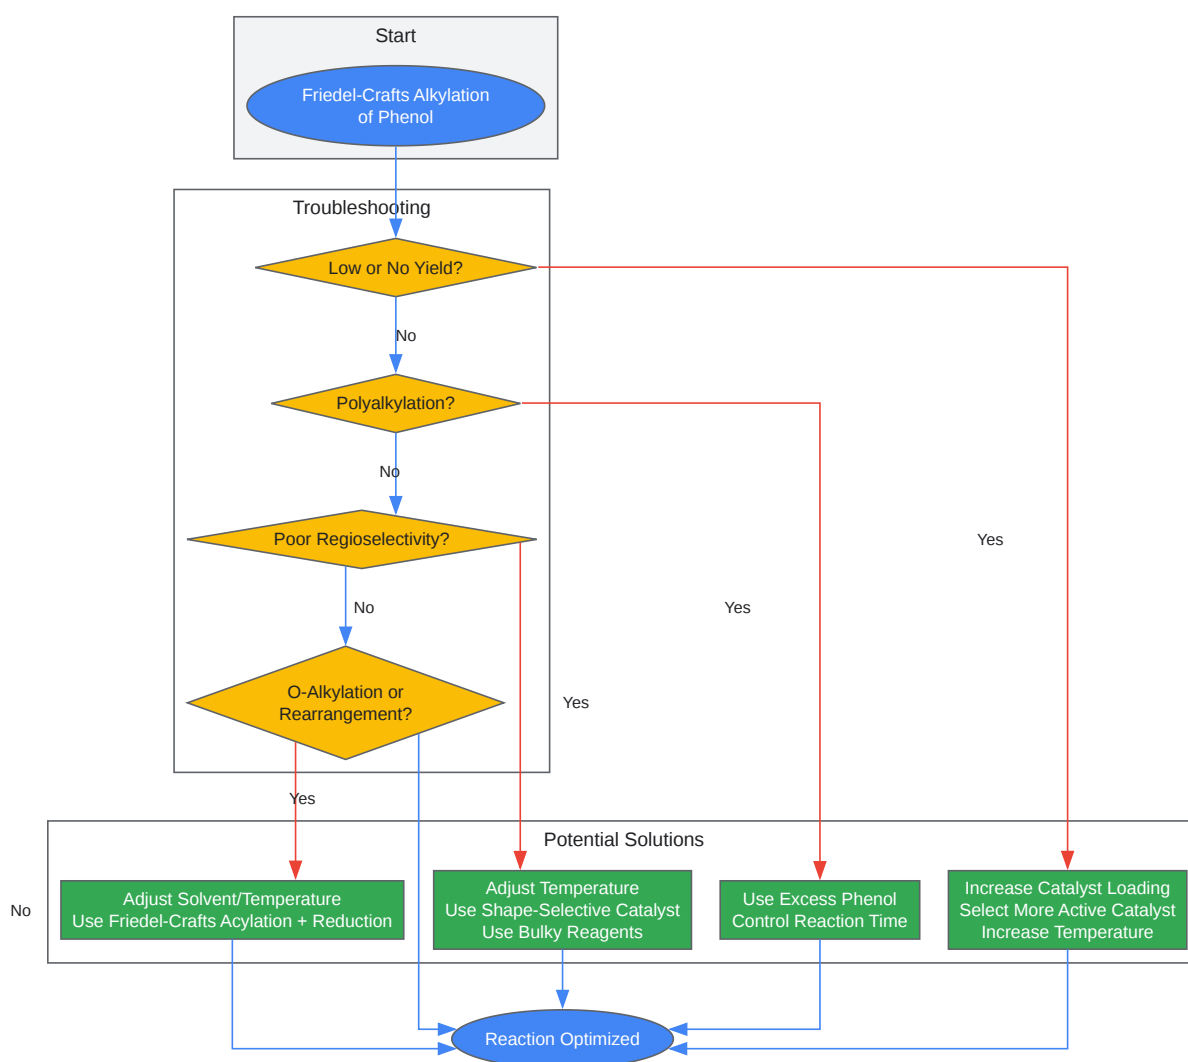 Start
Friedel-Crafts Alkylation
of Phenol
Troubleshooting
Low or No Yield?
No
Polyalkylation?
No
Poor Regioselectivity?
Yes
No
Yes
O-Alkylation or
Rearrangement?
Yes
Yes
Potential Solutions
Adjust Solvent/Temperature
Use Friedel-Crafts Acylation + Reduction
Adjust Temperature
Use Shape-Selective Catalyst
Use Bulky Reagents
Use Excess Phenol
Control Reaction Time
Increase Catalyst Loading
Select More Active Catalyst
Increase Temperature
No
Reaction Optimized